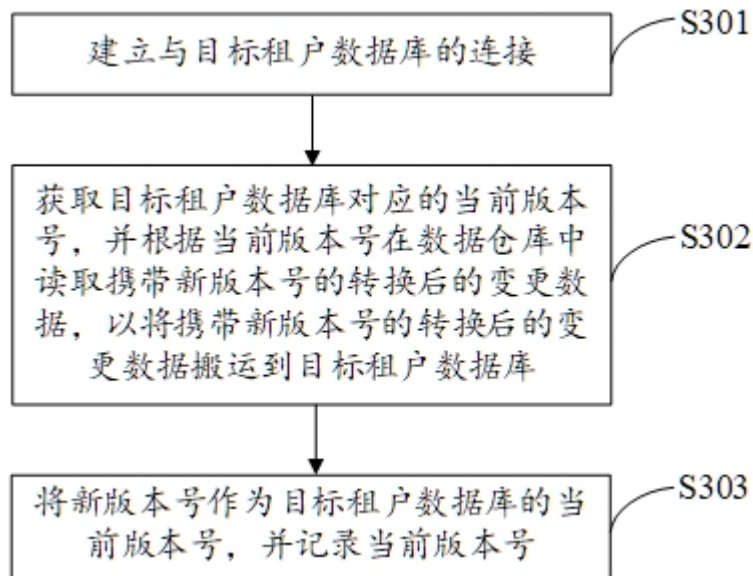 建立与目标租户数据库的连接
S301
获取目标租户数据库对应的当前版本
号，并根据当前版本号在数据仓库中
读取携带新版本号的转换后的变更数
据，以将携带新版本号的转换后的变
更数据搬运到目标租户数据库
S302
将新版本号作为目标租户数据库的当
前版本号，并记录当前版本号
S303